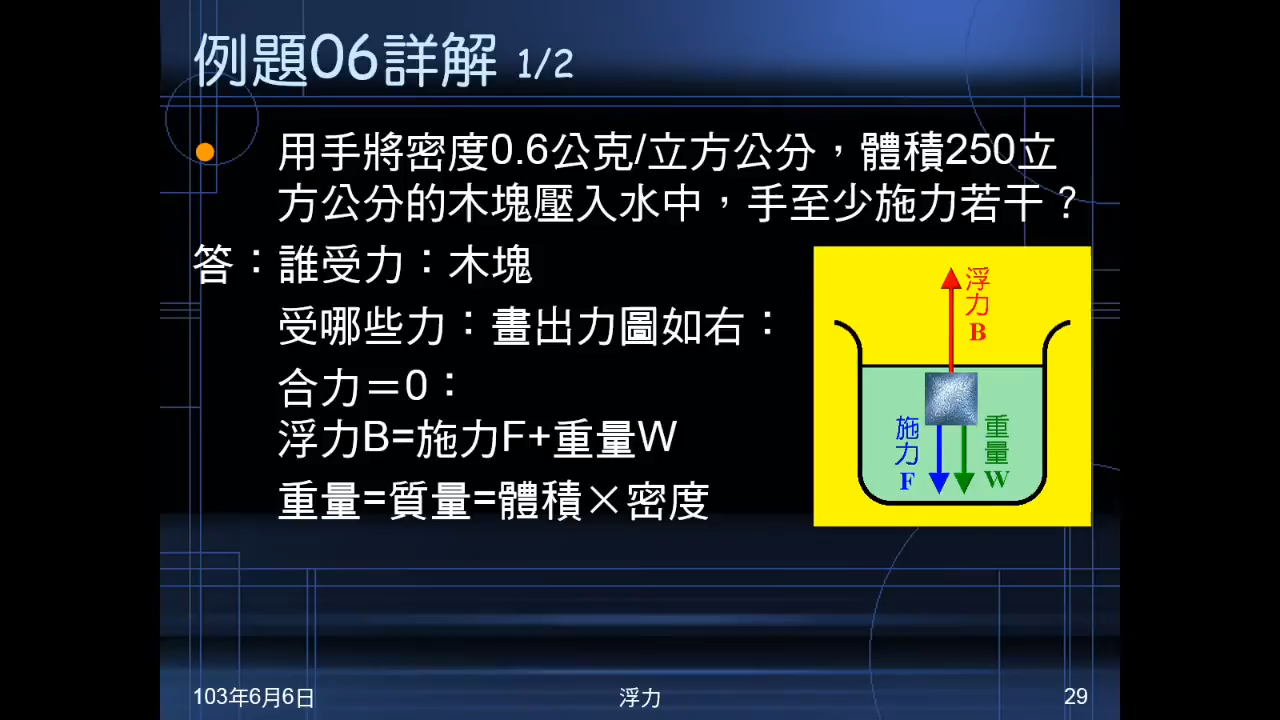 例題06詳解 1/2
用手將密度0.6公克/立方公分，體積250立
方公分的木塊壓入水中，手至少施力若干？
答：誰受力：木塊
受哪些力：畫出力圖如右：
合力＝0：
浮力B=施力F+重量W
重量=質量=體積×密度
浮力
B
施力
F
重量
W
103年6月6日
浮力
29